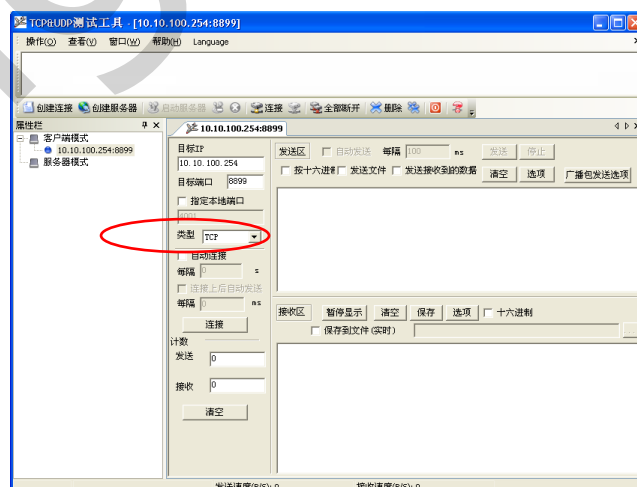 TCP&UDP测试工具 - [10.10.100.254:8899]
操作(O) 查看(V) 窗口(W) 帮助(H) Language
创建连接 创建服务器 启动服务器 连接 全部断开 删除
属性栏
客户端模式
10.10.100.254:8899
服务器模式
10.10.100.254:8899
目标IP
10.10.100.254
目标端口 8899
指定本地端口
4001
类型 TCP
自动连接
每隔 0 s
连接上后自动发送
每隔 0 ms
连接
计数
发送 0
接收 0
清空
发送区 自动发送 每隔 100 ms 发送 停止
按十六进制 发送文件 发送接收到的数据 清空 选项 广播包发送选项
接收区 暂停显示 清空 保存 选项 十六进制
保存到文件(实时)
发送速度(B/S): 0 接收速度(B/S): 0